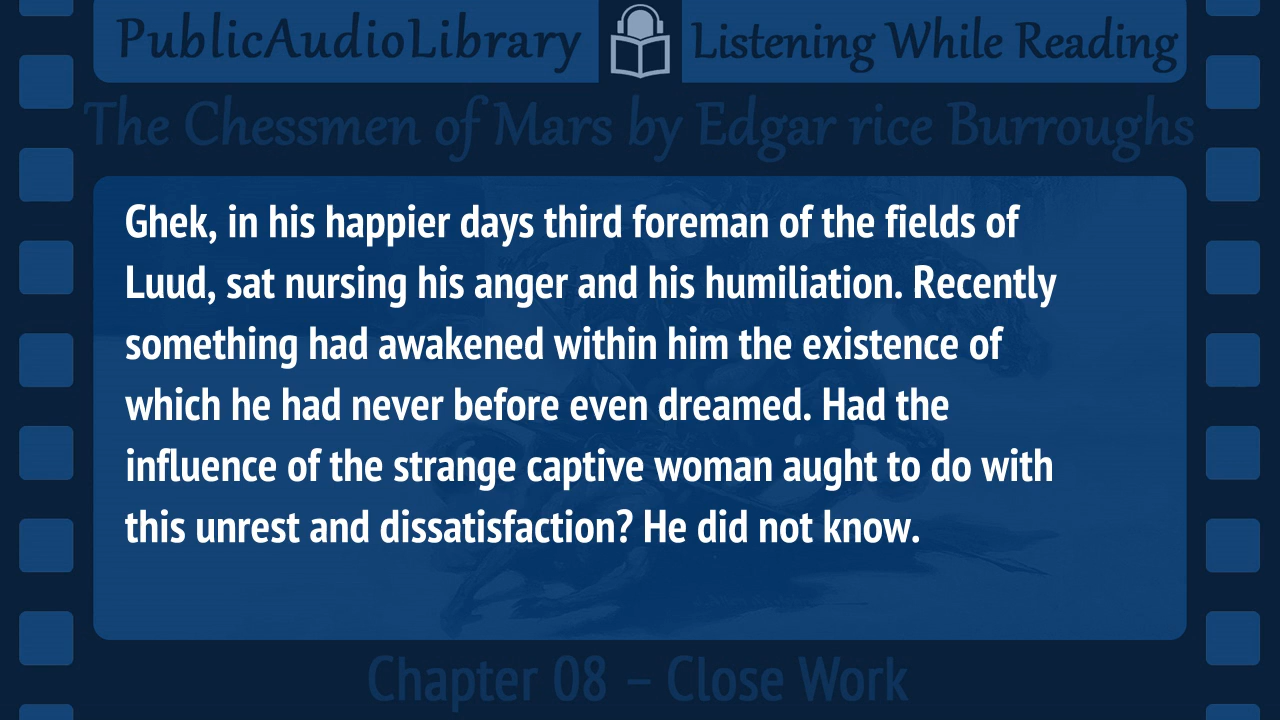 PublicAudioLibrary Listening While Reading
The Chessmen of Mars by Edgar rice Burroughs
Ghek, in his happier days third foreman of the fields of
Luud, sat nursing his anger and his humiliation. Recently
something had awakened within him the existence of
which he had never before even dreamed. Had the
influence of the strange captive woman aught to do with
this unrest and dissatisfaction? He did not know.
Chapter 08 – Close Work